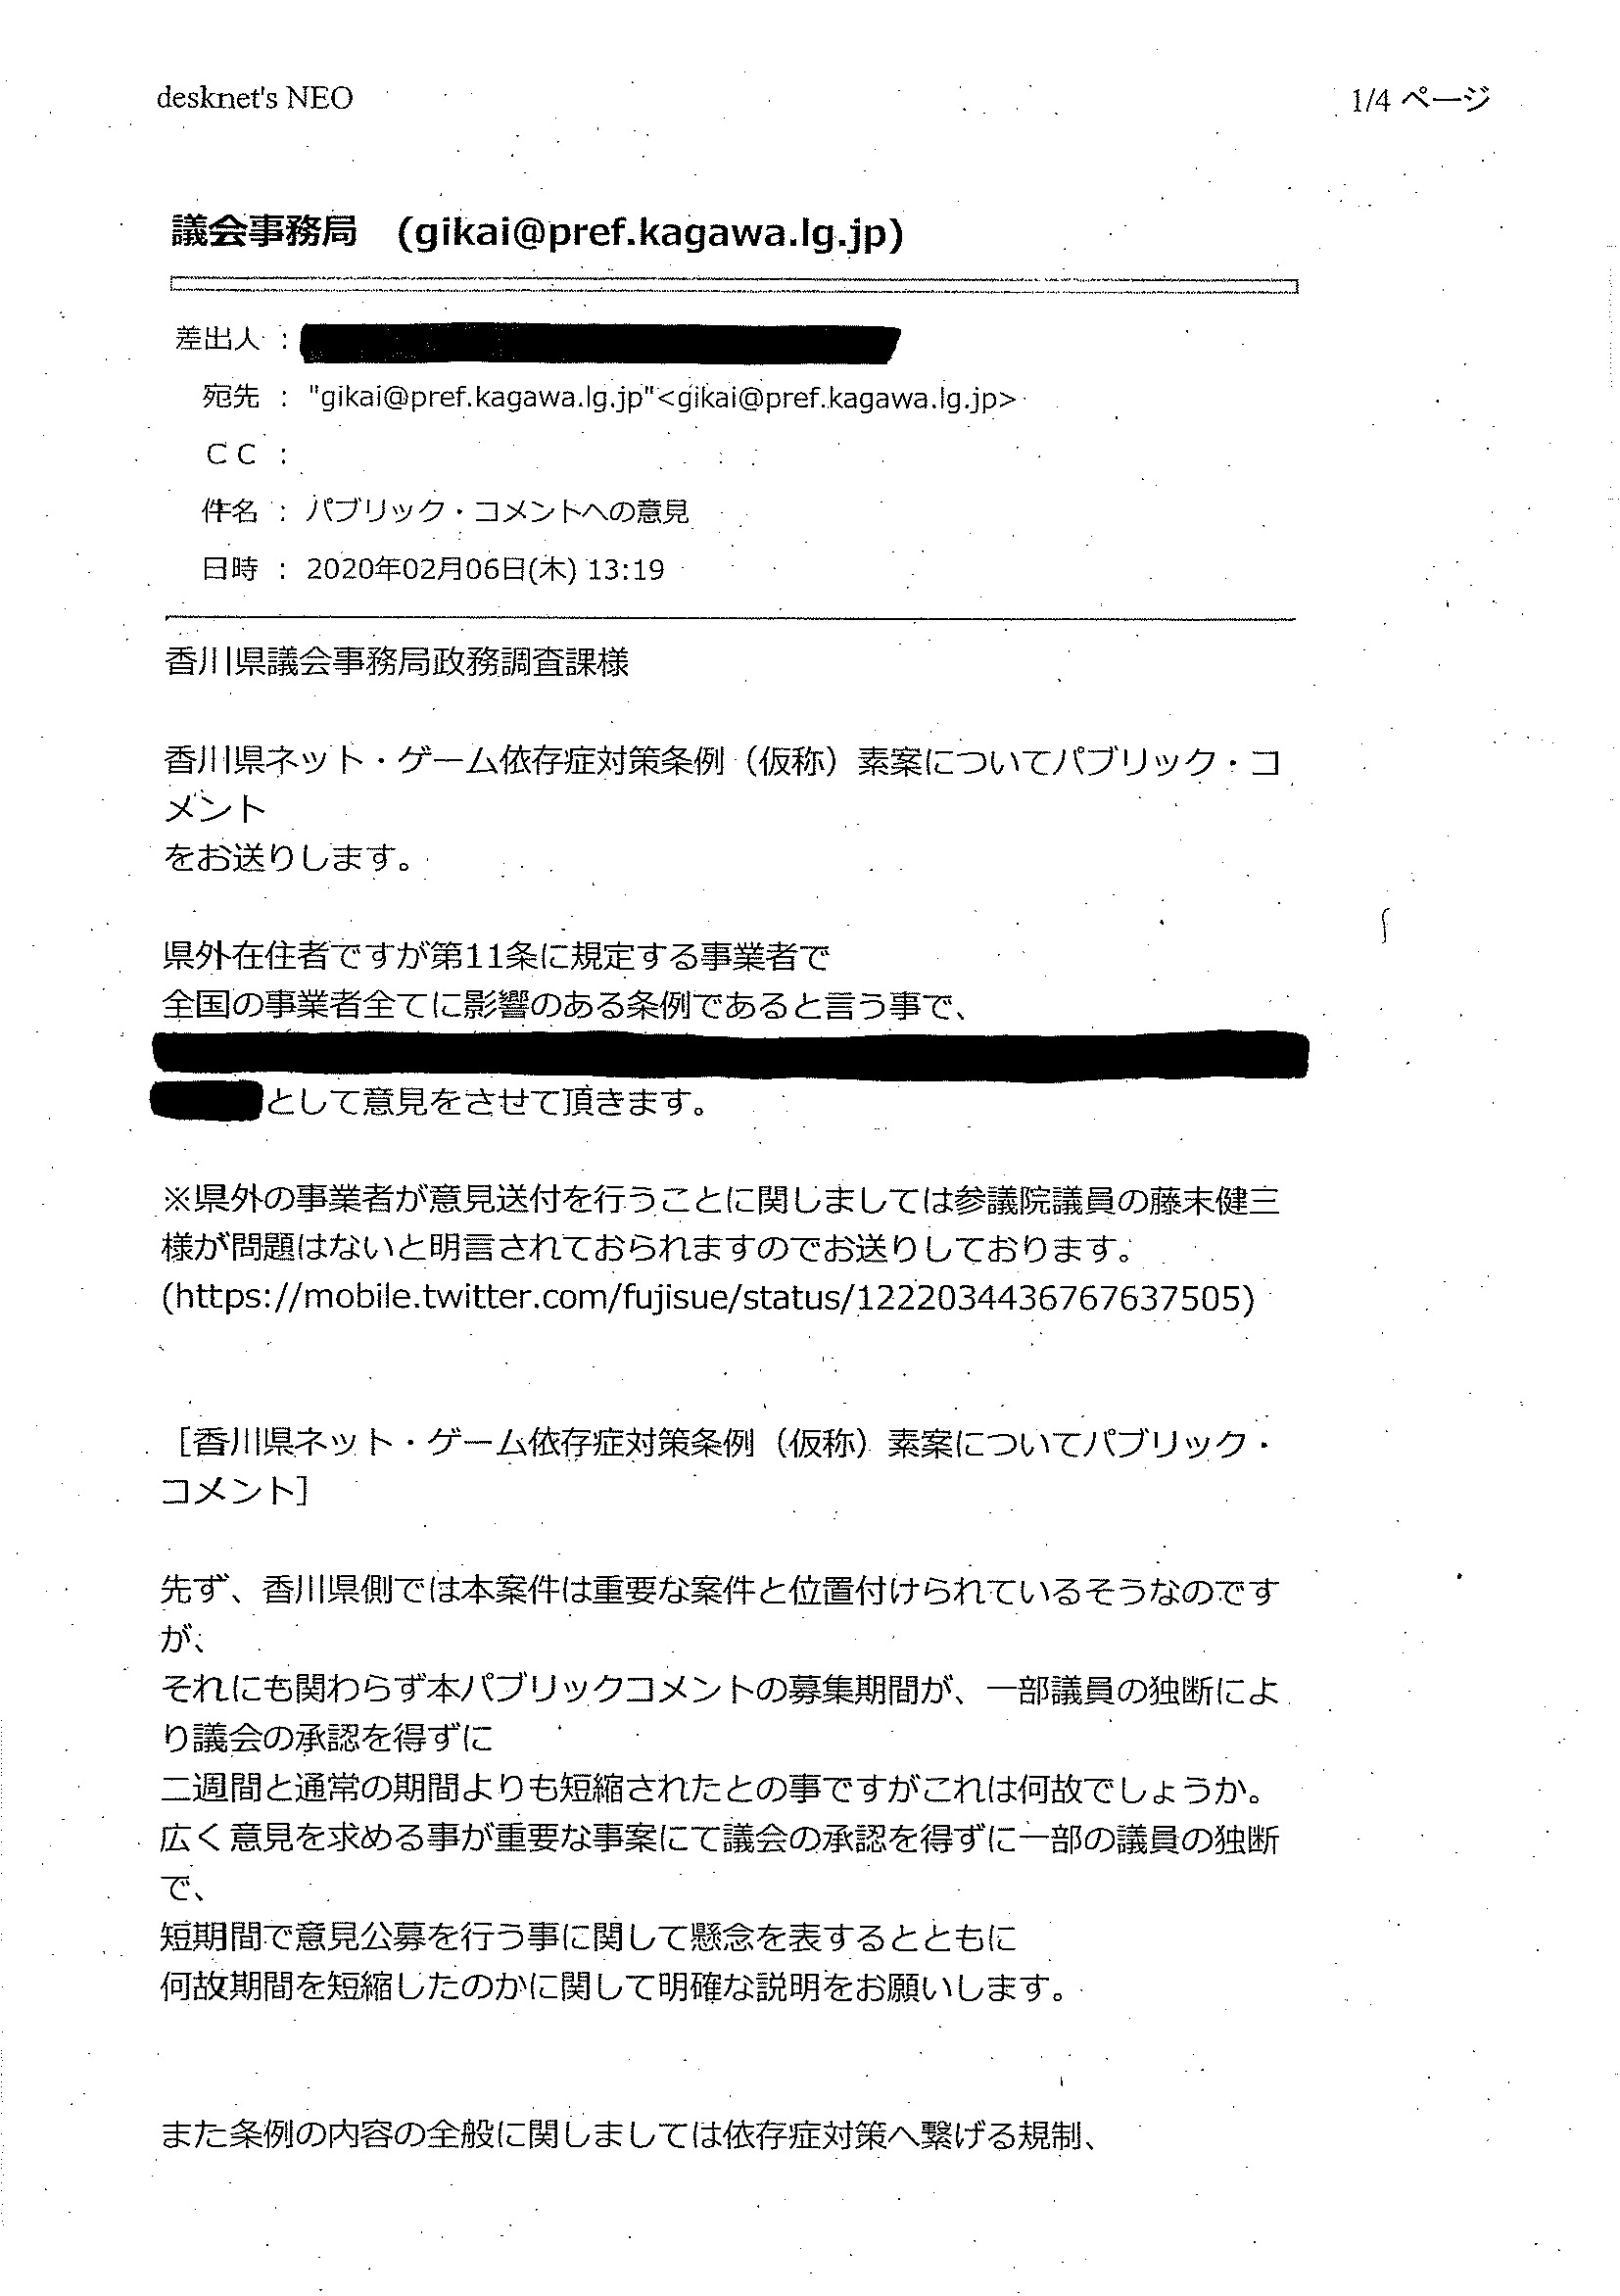 desknet's NEO
1/4 ページ
議会事務局 (gikai@pref.kagawa.lg.jp)
差出人 :
宛先 : "gikai@pref.kagawa.lg.jp"<gikai@pref.kagawa.lg.jp>
ＣＣ :
件名 : パブリック・コメントへの意見
日時 : 2020年02月06日(木) 13:19
香川県議会事務局政務調査課様
香川県ネット・ゲーム依存症対策条例（仮称）素案についてパブリック・コ
メント
をお送りします。
県外在住者ですが第11条に規定する事業者で
全国の事業者全てに影響のある条例であると言う事で、
として意見をさせて頂きます。
※県外の事業者が意見送付を行うことに関しましては参議院議員の藤末健三
様が問題はないと明言されておられますのでお送りしております。
(https://mobile.twitter.com/fujisue/status/1222034436767637505)
［香川県ネット・ゲーム依存症対策条例（仮称）素案についてパブリック・
コメント］
先ず、香川県側では本案件は重要な案件と位置付けられているそうなのです
が、
それにも関わらず本パブリックコメントの募集期間が、一部議員の独断によ
り議会の承認を得ずに
二週間と通常の期間よりも短縮されたとの事ですがこれは何故でしょうか。
広く意見を求める事が重要な事案にて議会の承認を得ずに一部の議員の独断
で、
短期間で意見公募を行う事に関して懸念を表するとともに
何故期間を短縮したのかに関して明確な説明をお願いします。
また条例の内容の全般に関しましては依存症対策へ繋げる規制、